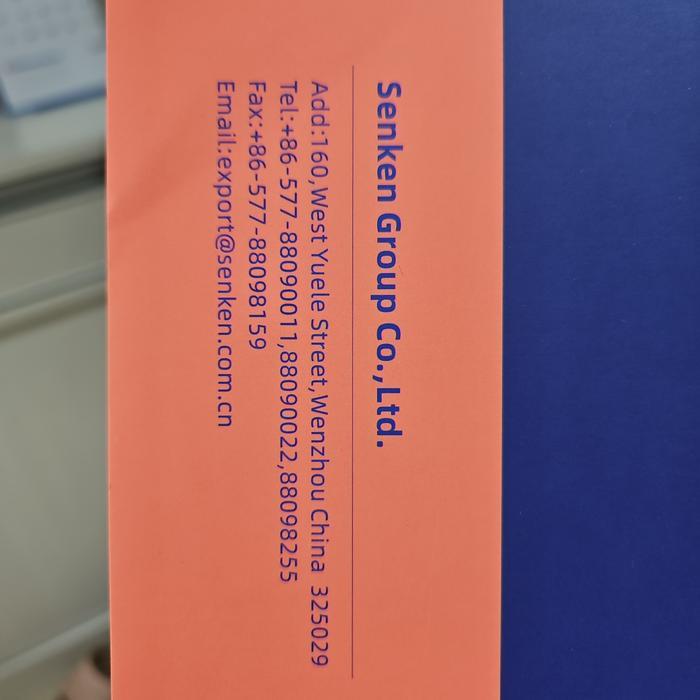 Senken Group Co.,Ltd.
Add:160,West Yuele Street,Wenzhou China 325029
Tel:+86-577-88090011,88090022,88098255
Fax:+86-577-88098159
Email:export@senken.com.cn